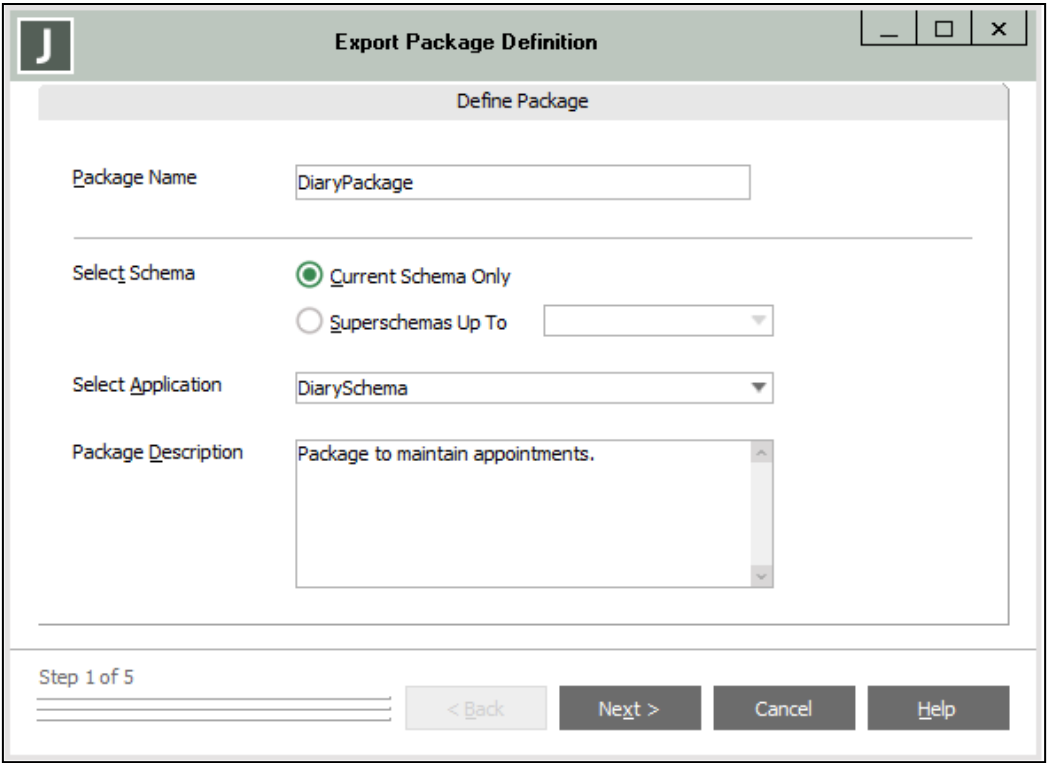 J
Export Package Definition
Define Package
Package Name
DiaryPackage
Select Schema
Current Schema Only
Superschemas Up To
Select Application
DiarySchema
Package Description
Package to maintain appointments.
Step 1 of 5
< Back
Next >
Cancel
Help